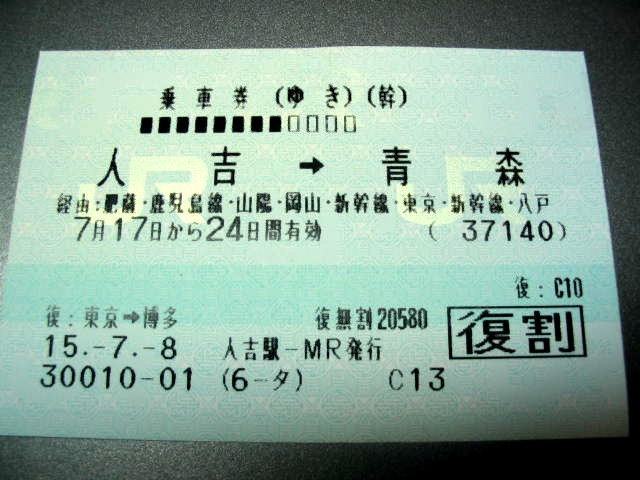 乗車券 (ゆき)(幹)
■■■■■■■■□□□□
人吉 → 青森
経由:肥薩・鹿児島線・山陽・岡山・新幹線・東京・新幹線・八戸
7月17日から24日間有効 ( 37140)
復: C10
復:東京➡博多 復無割20580 復割
15.-7.-8 人吉駅-MR発行
30010-01 (6-タ) C13